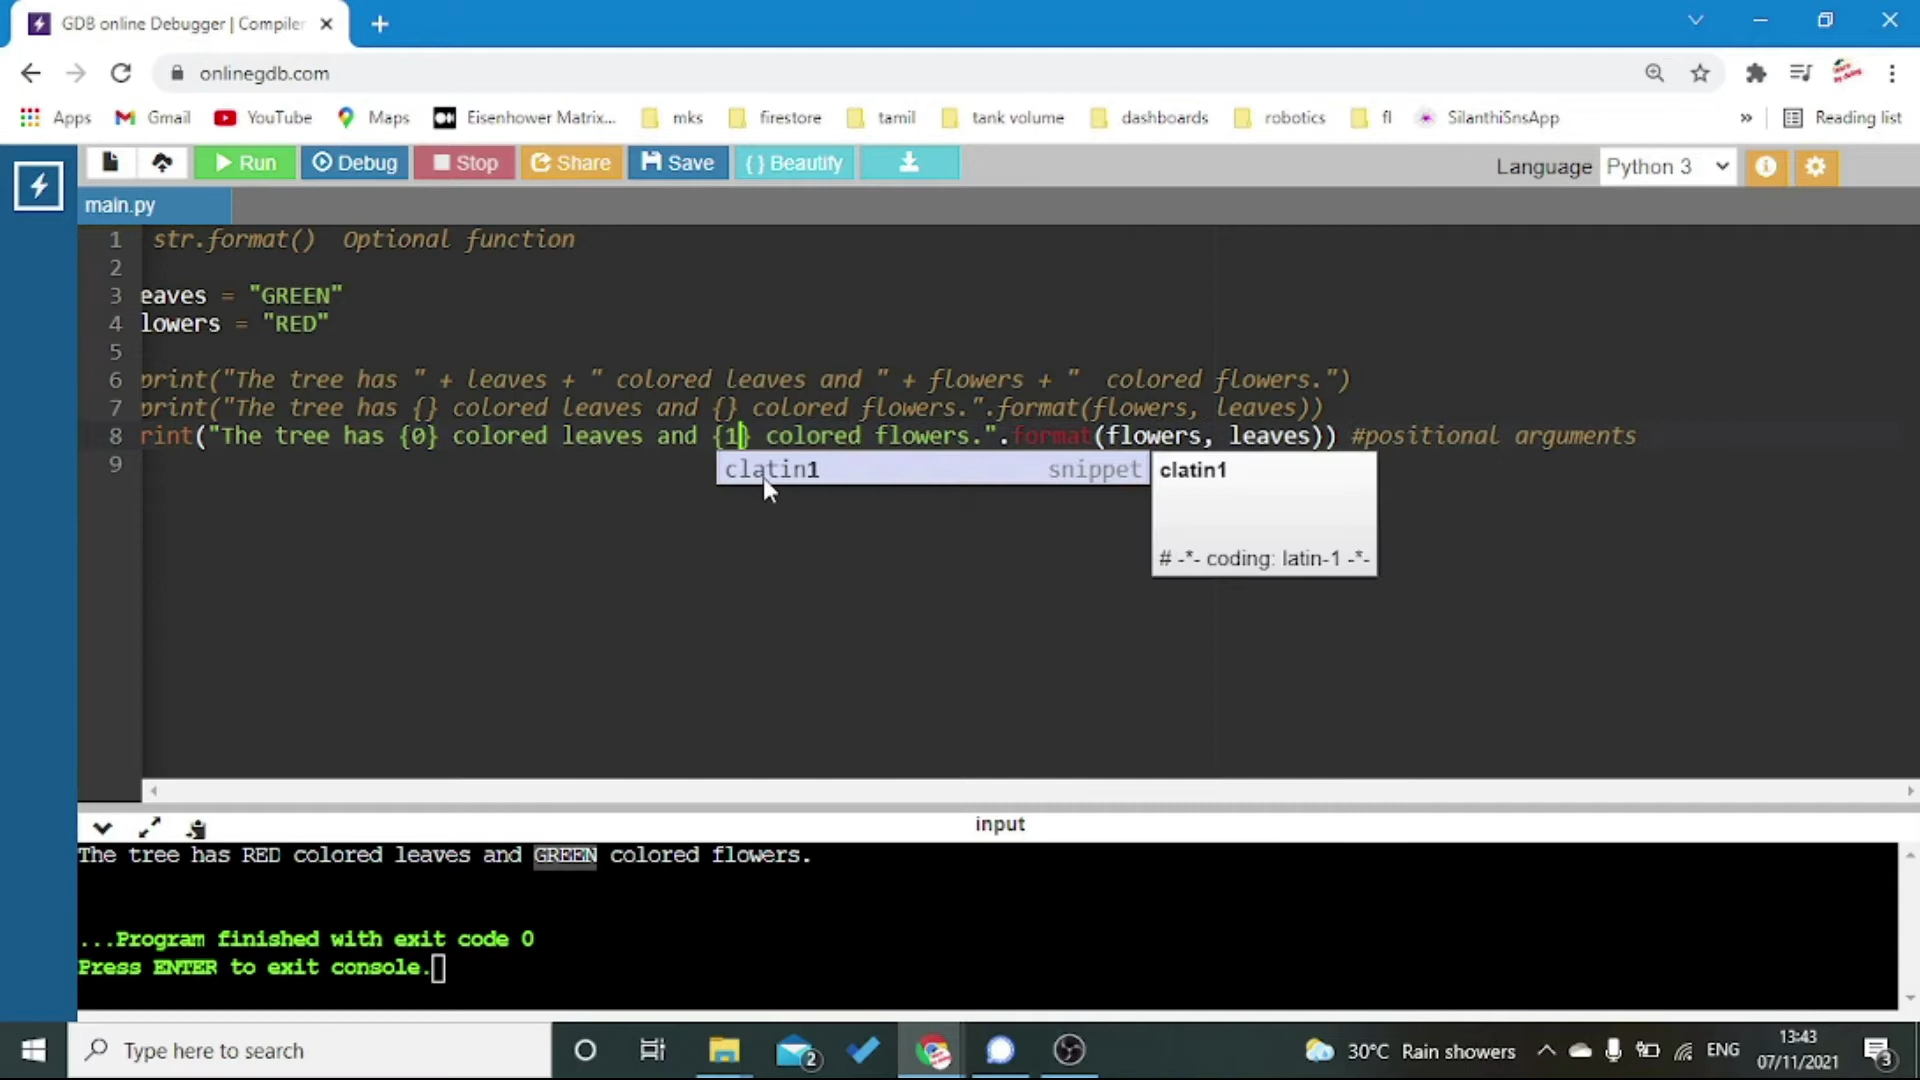 GDB online Debugger | Compiler
onlinegdb.com
Apps Gmail YouTube Maps Eisenhower Matrix... mks firestore tamil tank volume dashboards robotics fl SilanthiSnsApp » Reading list
Run Debug Stop Share Save { } Beautify Language Python 3
main.py
1 str.format() Optional function
2
3 eaves = "GREEN"
4 lowers = "RED"
5
6 print("The tree has " + leaves + " colored leaves and " + flowers + "  colored flowers.")
7 print("The tree has {} colored leaves and {} colored flowers.".format(flowers, leaves))
8 rint("The tree has {0} colored leaves and {1} colored flowers.".format(flowers, leaves)) #positional arguments
9
clatin1 snippet
clatin1
# -*- coding: latin-1 -*-
input
The tree has RED colored leaves and GREEN colored flowers.
...Program finished with exit code 0
Press ENTER to exit console.
Type here to search 2 30°C Rain showers ENG 13:43
07/11/2021 3